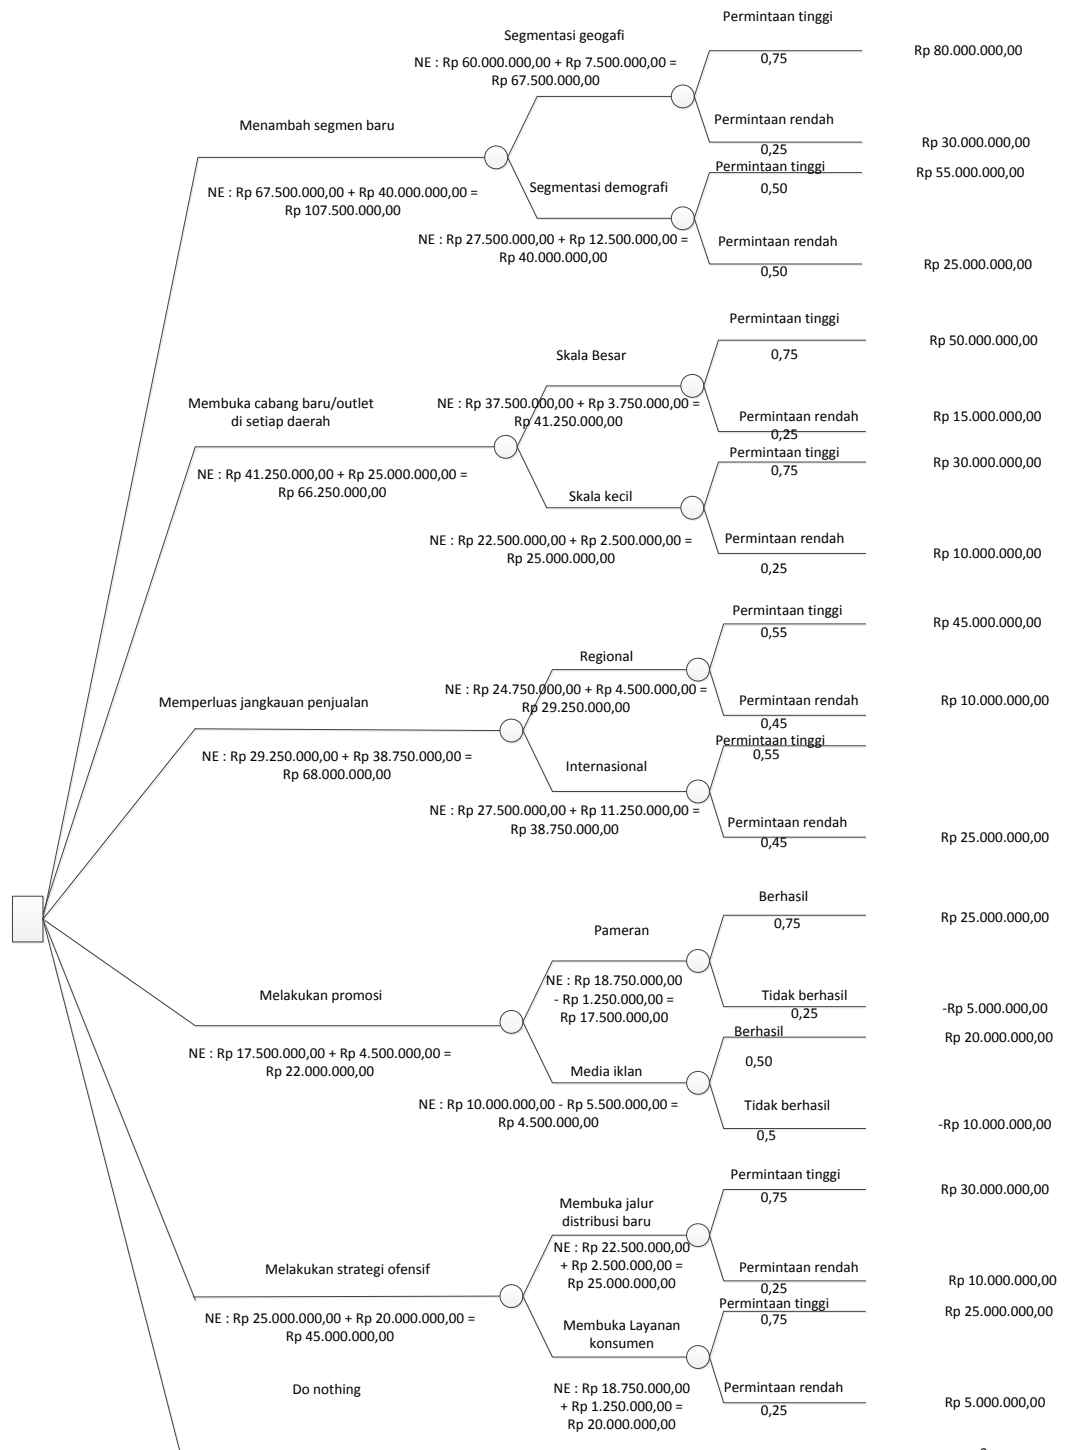 Permintaan tinggi
Segmentasi geogafi
Rp 80.000.000,00
0,75
NE : Rp 60.000.000,00 + Rp 7.500.000,00 =
Rp 67.500.000,00
Permintaan rendah
Menambah segmen baru
Rp 30.000.000,00
0,25
Permintaan tinggi
Rp 55.000.000,00
Segmentasi demografi
0,50
NE : Rp 67.500.000,00 + Rp 40.000.000,00 =
Rp 107.500.000,00
NE : Rp 27.500.000,00 + Rp 12.500.000,00 =
Rp 40.000.000,00
Permintaan rendah
Rp 25.000.000,00
0,50
Permintaan tinggi
Rp 50.000.000,00
0,75
Skala Besar
Membuka cabang baru/outlet
di setiap daerah
NE : Rp 37.500.000,00 + Rp 3.750.000,00 =
Rp 41.250.000,00
Permintaan rendah
Rp 15.000.000,00
0,25
Permintaan tinggi
Rp 30.000.000,00
0,75
NE : Rp 41.250.000,00 + Rp 25.000.000,00 =
Rp 66.250.000,00
Skala kecil
NE : Rp 22.500.000,00 + Rp 2.500.000,00 =
Rp 25.000.000,00
Permintaan rendah
Rp 10.000.000,00
0,25
Permintaan tinggi
Rp 45.000.000,00
0,55
Regional
NE : Rp 24.750.000,00 + Rp 4.500.000,00 =
Rp 29.250.000,00
Memperluas jangkauan penjualan
Permintaan rendah
Rp 10.000.000,00
0,45
Permintaan tinggi
0,55
NE : Rp 29.250.000,00 + Rp 38.750.000,00 =
Rp 68.000.000,00
Internasional
NE : Rp 27.500.000,00 + Rp 11.250.000,00 =
Rp 38.750.000,00
Permintaan rendah
Rp 25.000.000,00
0,45
Berhasil
Rp 25.000.000,00
0,75
Pameran
NE : Rp 18.750.000,00
- Rp 1.250.000,00 =
Rp 17.500.000,00
Melakukan promosi
Tidak berhasil
-Rp 5.000.000,00
0,25
Berhasil
Rp 20.000.000,00
0,50
NE : Rp 17.500.000,00 + Rp 4.500.000,00 =
Rp 22.000.000,00
Media iklan
NE : Rp 10.000.000,00 - Rp 5.500.000,00 =
Rp 4.500.000,00
Tidak berhasil
-Rp 10.000.000,00
0,5
Permintaan tinggi
Rp 30.000.000,00
0,75
Membuka jalur
distribusi baru
NE : Rp 22.500.000,00
+ Rp 2.500.000,00 =
Rp 25.000.000,00
Melakukan strategi ofensif
Permintaan rendah
Rp 10.000.000,00
0,25
Permintaan tinggi
Rp 25.000.000,00
0,75
NE : Rp 25.000.000,00 + Rp 20.000.000,00 =
Rp 45.000.000,00
Membuka Layanan
konsumen
Do nothing
NE : Rp 18.750.000,00
+ Rp 1.250.000,00 =
Rp 20.000.000,00
Permintaan rendah
Rp 5.000.000,00
0,25